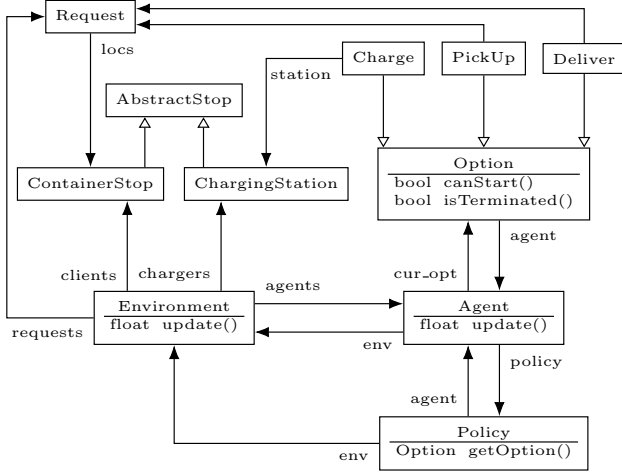 Request
locs
station
Charge
PickUp
Deliver
AbstractStop
ContainerStop
ChargingStation
Option
bool canStart()
bool isTerminated()
agent
clients
chargers
cur_opt
agents
requests
Environment
float update()
Agent
float update()
env
policy
agent
env
Policy
Option getOption()